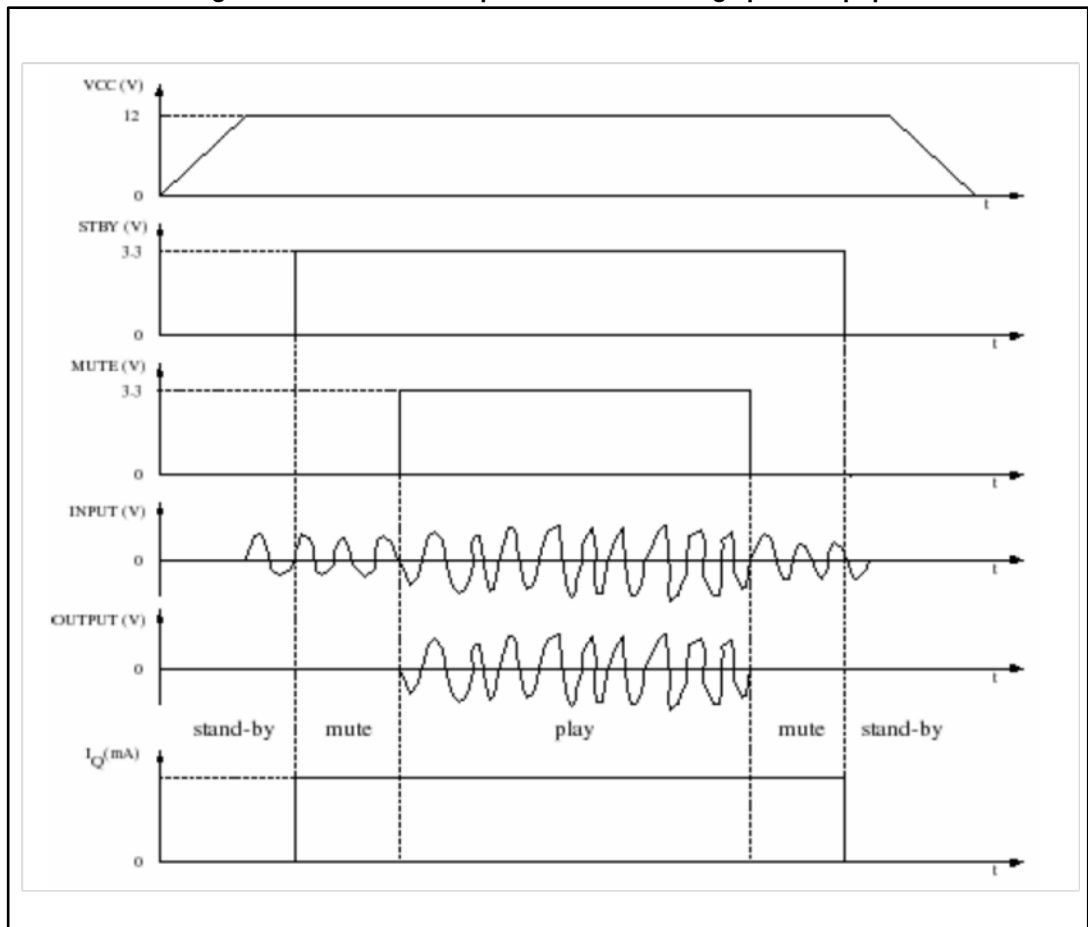 VCC (V)
12
0
t
STBY (V)
3.3
0
t
MUTE (V)
3.3
0
t
INPUT (V)
0
t
OUTPUT (V)
0
t
stand-by mute play mute stand-by
IQ(mA)
0
t